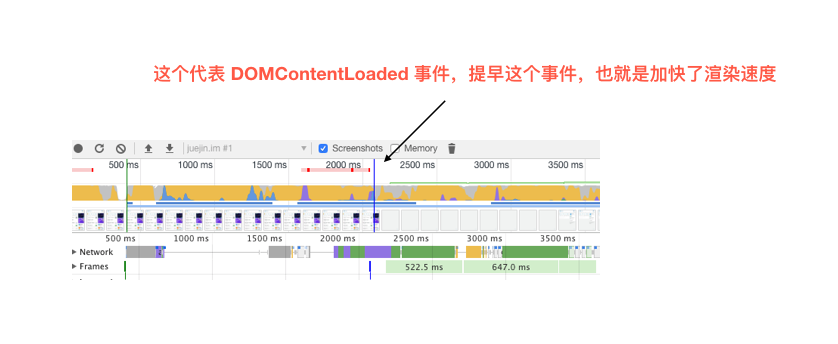 这个代表 DOMContentLoaded 事件，提早这个事件，也就是加快了渲染速度
juejin.im #1 Screenshots Memory
500 ms 1000 ms 1500 ms 2000 ms 2500 ms 3000 ms 3500 ms
500 ms 1000 ms 1500 ms 2000 ms 2500 ms 3000 ms 3500 ms
Network
Frames 522.5 ms 647.0 ms